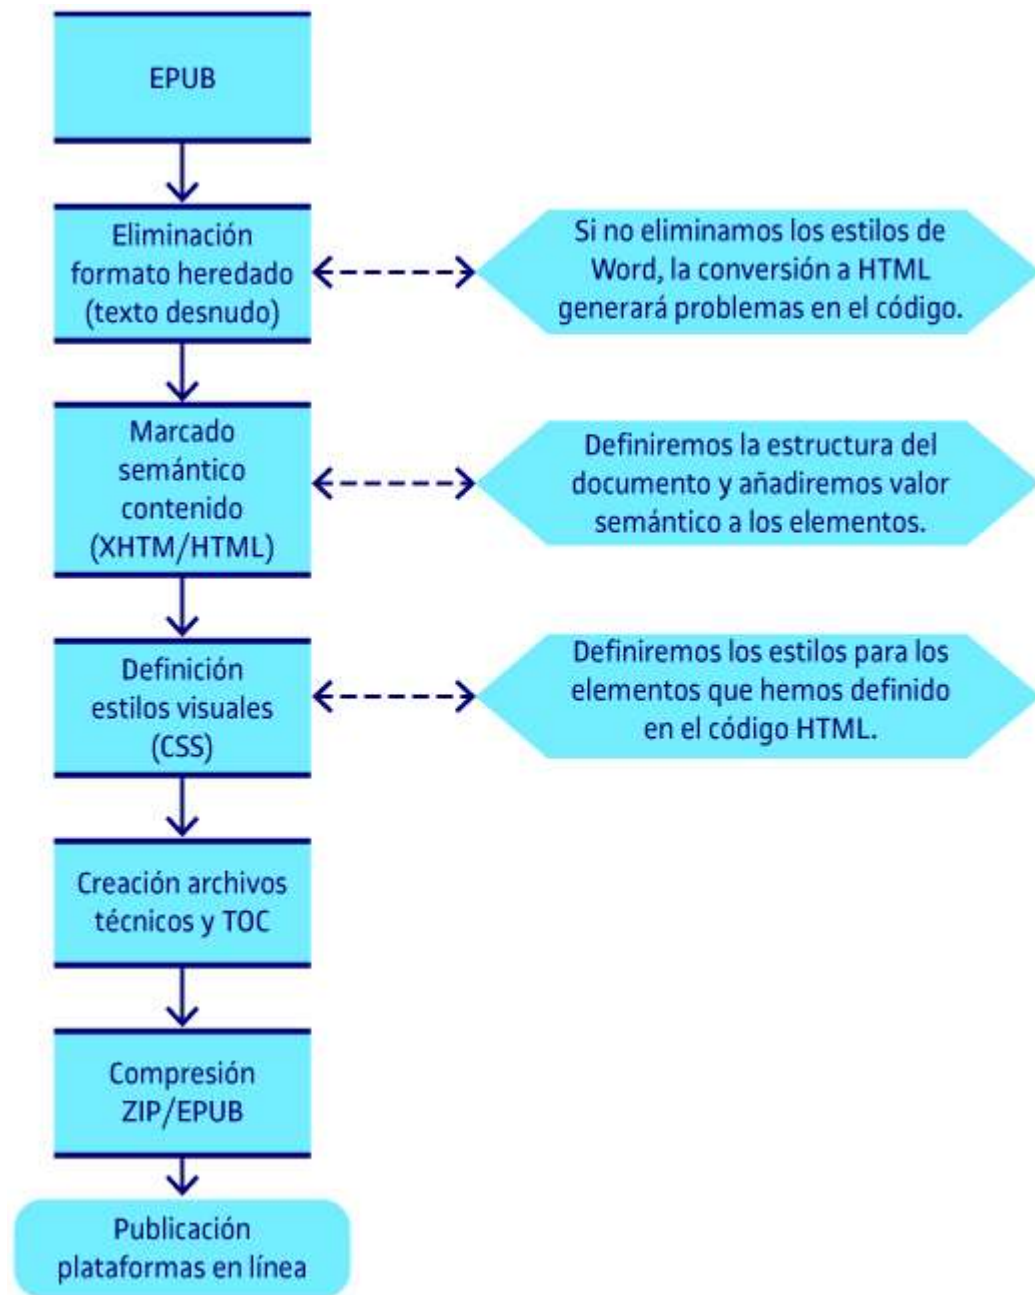 EPUB
Eliminación
formato heredado
(texto desnudo)
Si no eliminamos los estilos de
Word, la conversión a HTML
generará problemas en el código.
Marcado
semántico
contenido
(XHTM/HTML)
Definiremos la estructura del
documento y añadiremos valor
semántico a los elementos.
Definición
estilos visuales
(CSS)
Definiremos los estilos para los
elementos que hemos definido
en el código HTML.
Creación archivos
técnicos y TOC
Compresión
ZIP/EPUB
Publicación
plataformas en línea